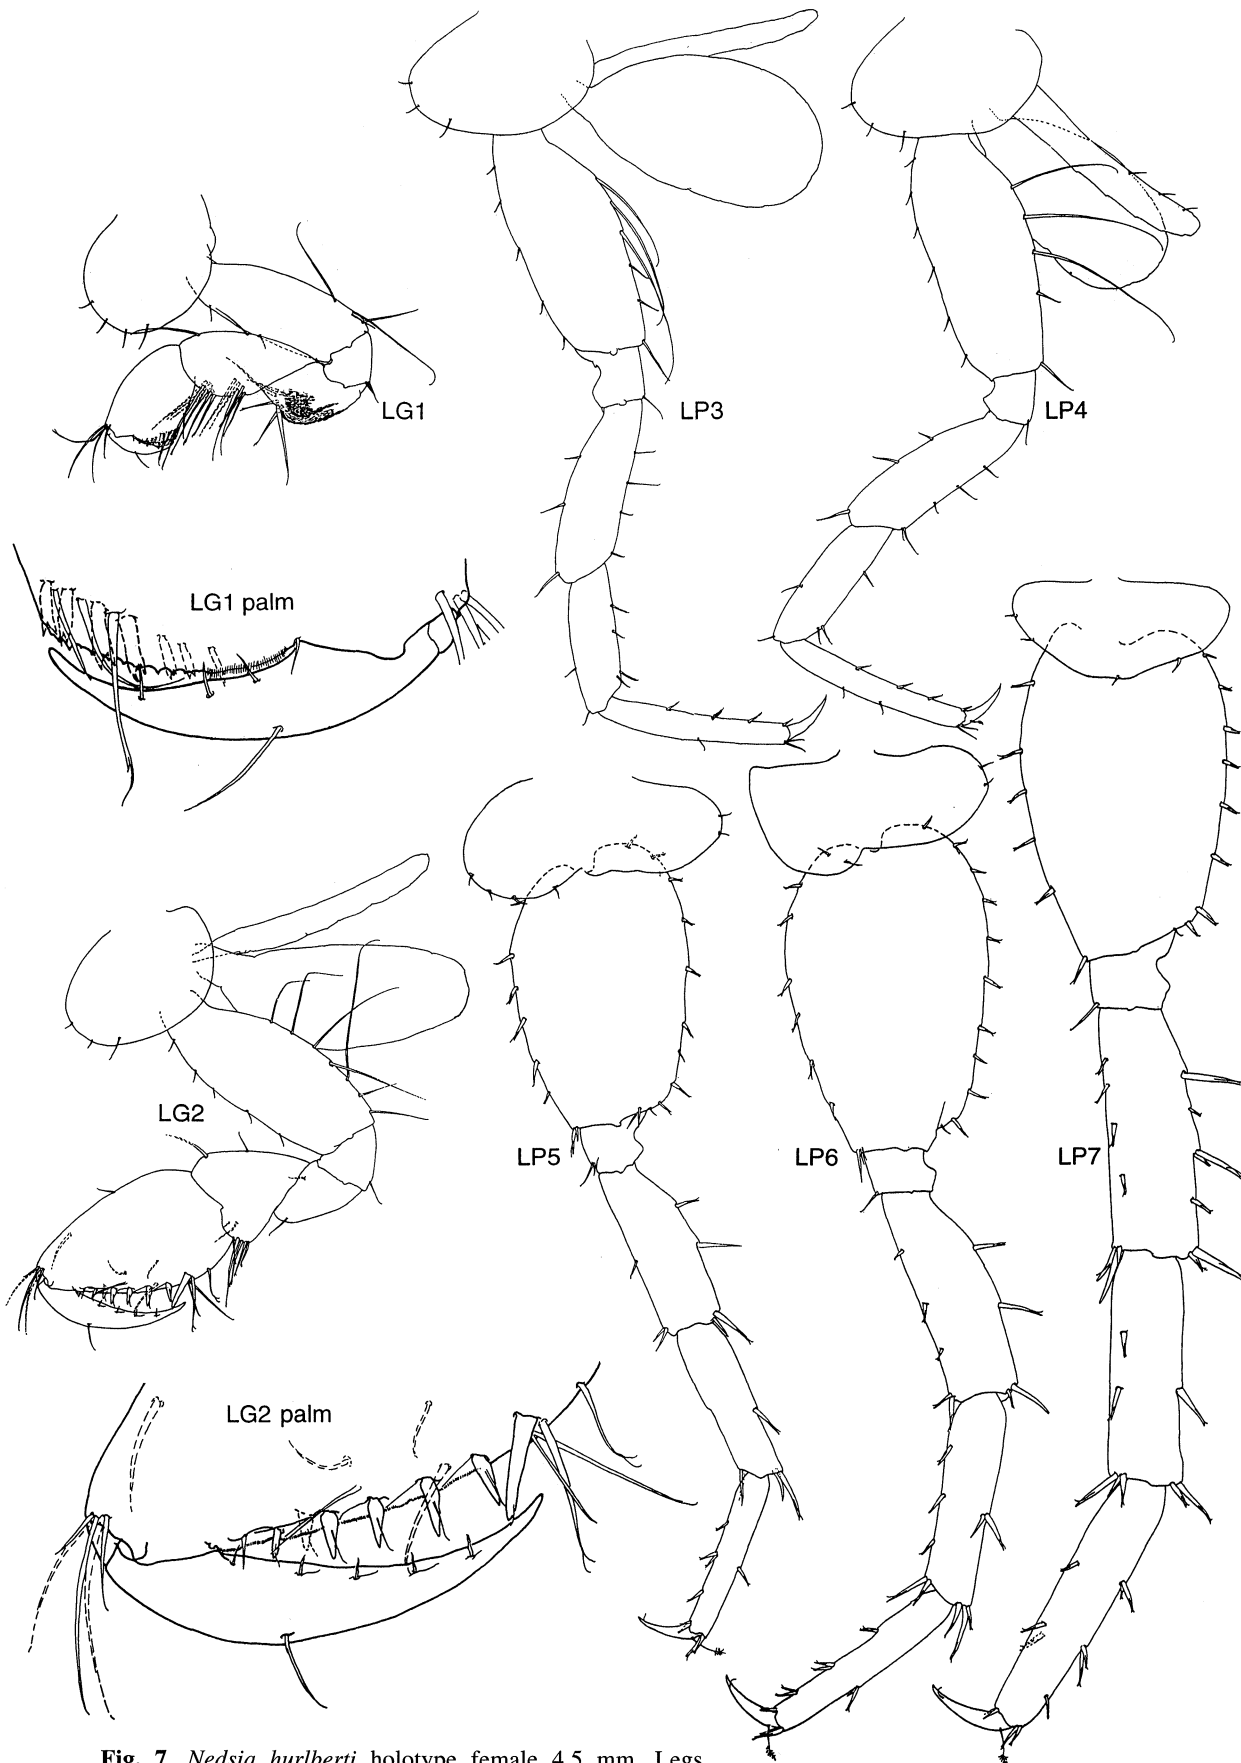 LG1
LP3
LP4
LG1 palm
LG2
LP5
LP6
LP7
LG2 palm
Fig. 7 Nedsia hurlberti, holotype, female, 4.5 mm. Legs